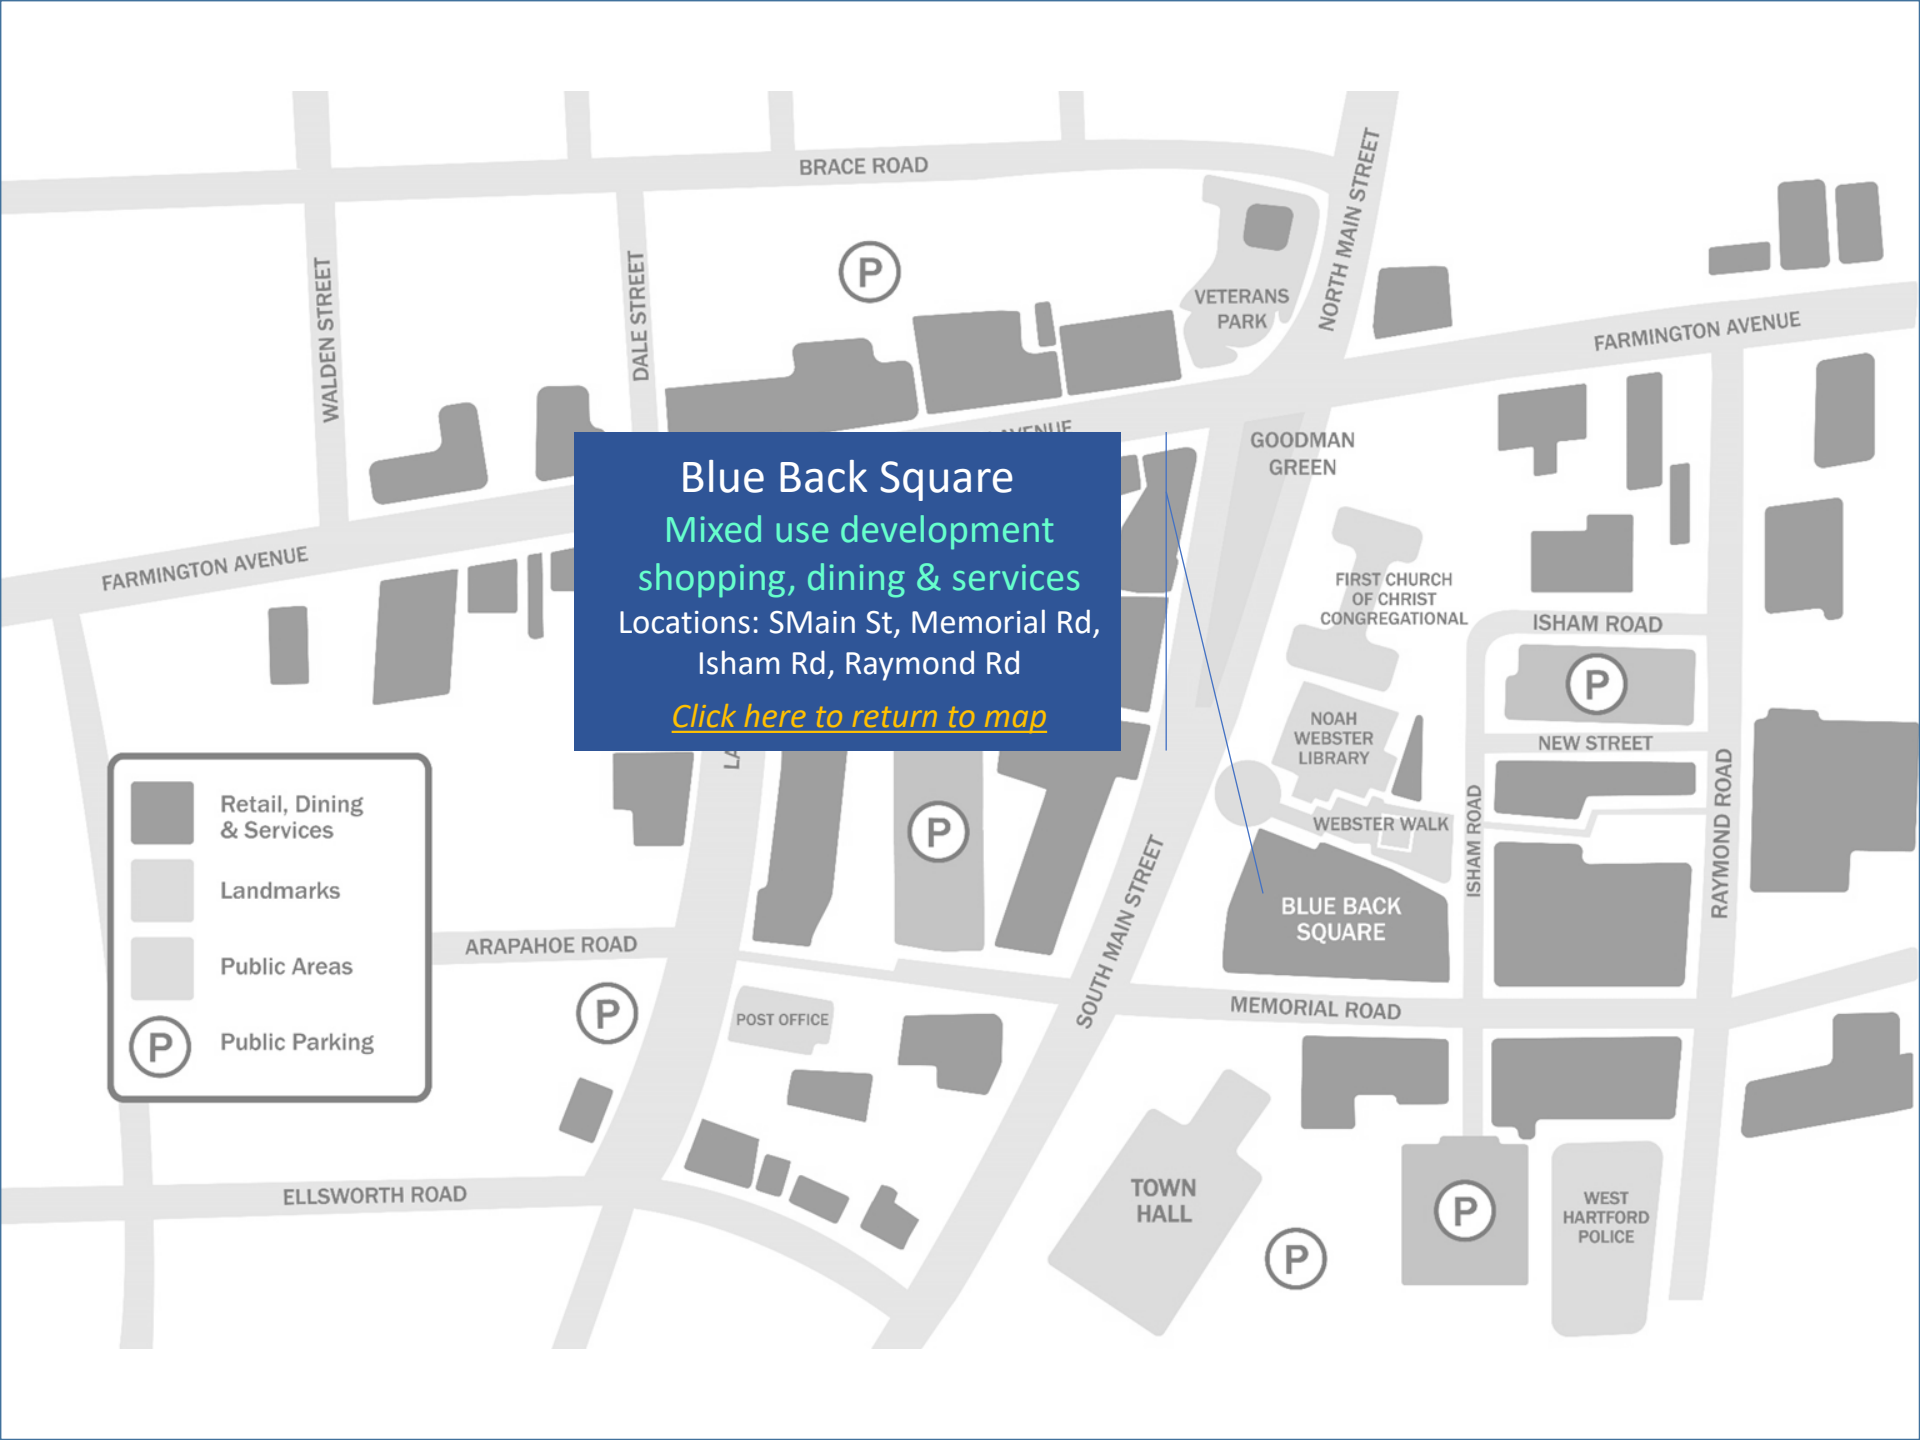 BRACE ROAD
NORTH MAIN STREET
WALDEN STREET
DALE STREET
P
VETERANS
PARK
FARMINGTON AVENUE
AVENUE
GOODMAN
GREEN
Blue Back Square
Mixed use development
shopping, dining & services
Locations: SMain St, Memorial Rd,
Isham Rd, Raymond Rd
Click here to return to map
FARMINGTON AVENUE
FIRST CHURCH
OF CHRIST
CONGREGATIONAL
ISHAM ROAD
P
NOAH
WEBSTER
LIBRARY
NEW STREET
LA
Retail, Dining
& Services
Landmarks
Public Areas
P
Public Parking
P
WEBSTER WALK
ISHAM ROAD
RAYMOND ROAD
SOUTH MAIN STREET
BLUE BACK
SQUARE
ARAPAHOE ROAD
P
POST OFFICE
MEMORIAL ROAD
ELLSWORTH ROAD
TOWN
HALL
P
P
WEST
HARTFORD
POLICE